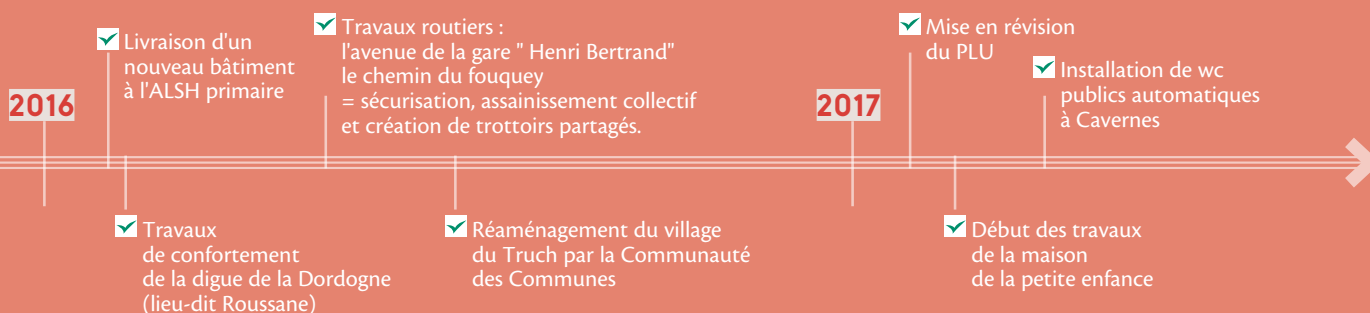 2016
Livraison d'un
nouveau bâtiment
à l'ALSH primaire
Travaux
de confortement
de la digue de la Dordogne
(lieu-dit Roussane)
Travaux routiers :
l'avenue de la gare " Henri Bertrand"
le chemin du fouquey
= sécurisation, assainissement collectif
et création de trottoirs partagés.
Réaménagement du village
du Truch par la Communauté
des Communes
2017
Mise en révision
du PLU
Début des travaux
de la maison
de la petite enfance
Installation de wc
publics automatiques
à Cavernes